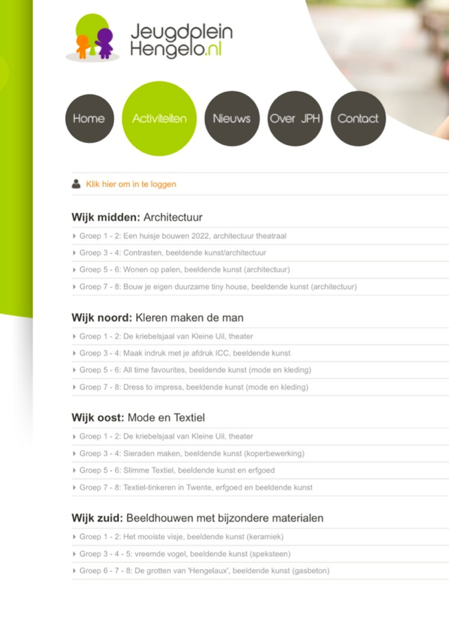 Jeugdplein
Hengelo.nl
Home
Activiteiten
Nieuws
Over JPH
Contact
Klik hier om in te loggen
Wijk midden: Architectuur
Groep 1 - 2: Een huisje bouwen 2022, architectuur theatraal
Groep 3 - 4: Contrasten, beeldende kunst/architectuur
Groep 5 - 6: Wonen op palen, beeldende kunst (architectuur)
Groep 7 - 8: Bouw je eigen duurzame tiny house, beeldende kunst (architectuur)
Wijk noord: Kleren maken de man
Groep 1 - 2: De kriebelsjaal van Kleine Uil, theater
Groep 3 - 4: Maak indruk met je afdruk ICC, beeldende kunst
Groep 5 - 6: All time favourites, beeldende kunst (mode en kleding)
Groep 7 - 8: Dress to impress, beeldende kunst (mode en kleding)
Wijk oost: Mode en Textiel
Groep 1 - 2: De kriebelsjaal van Kleine Uil, theater
Groep 3 - 4: Sieraden maken, beeldende kunst (koperbewerking)
Groep 5 - 6: Slimme Textiel, beeldende kunst en erfgoed
Groep 7 - 8: Textiel-tinkeren in Twente, erfgoed en beeldende kunst
Wijk zuid: Beeldhouwen met bijzondere materialen
Groep 1 - 2: Het mooiste visje, beeldende kunst (keramiek)
Groep 3 - 4 - 5: vreemde vogel, beeldende kunst (speksteen)
Groep 6 - 7 - 8: De grotten van 'Hengelaux', beeldende kunst (gasbeton)